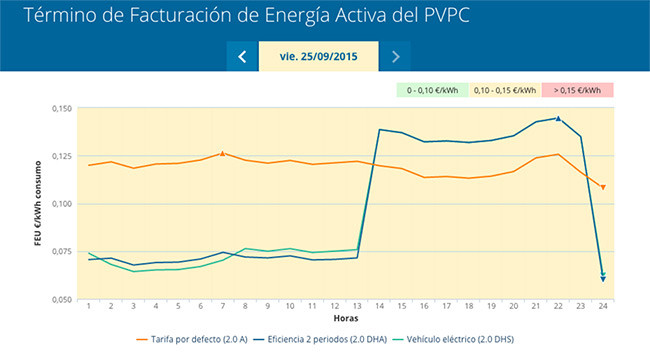 Término de Facturación de Energía Activa del PVPC
vie. 25/09/2015
0 - 0,10 €/kWh
0,10 - 0,15 €/kWh
> 0,15 €/kWh
FEU €/kWh consumo
0,150
0,125
0,100
0,075
0,050
1 2 3 4 5 6 7 8 9 10 11 12 13 14 15 16 17 18 19 20 21 22 23 24
Horas
Tarifa por defecto (2.0 A)
Eficiencia 2 periodos (2.0 DHA)
Vehículo eléctrico (2.0 DHS)